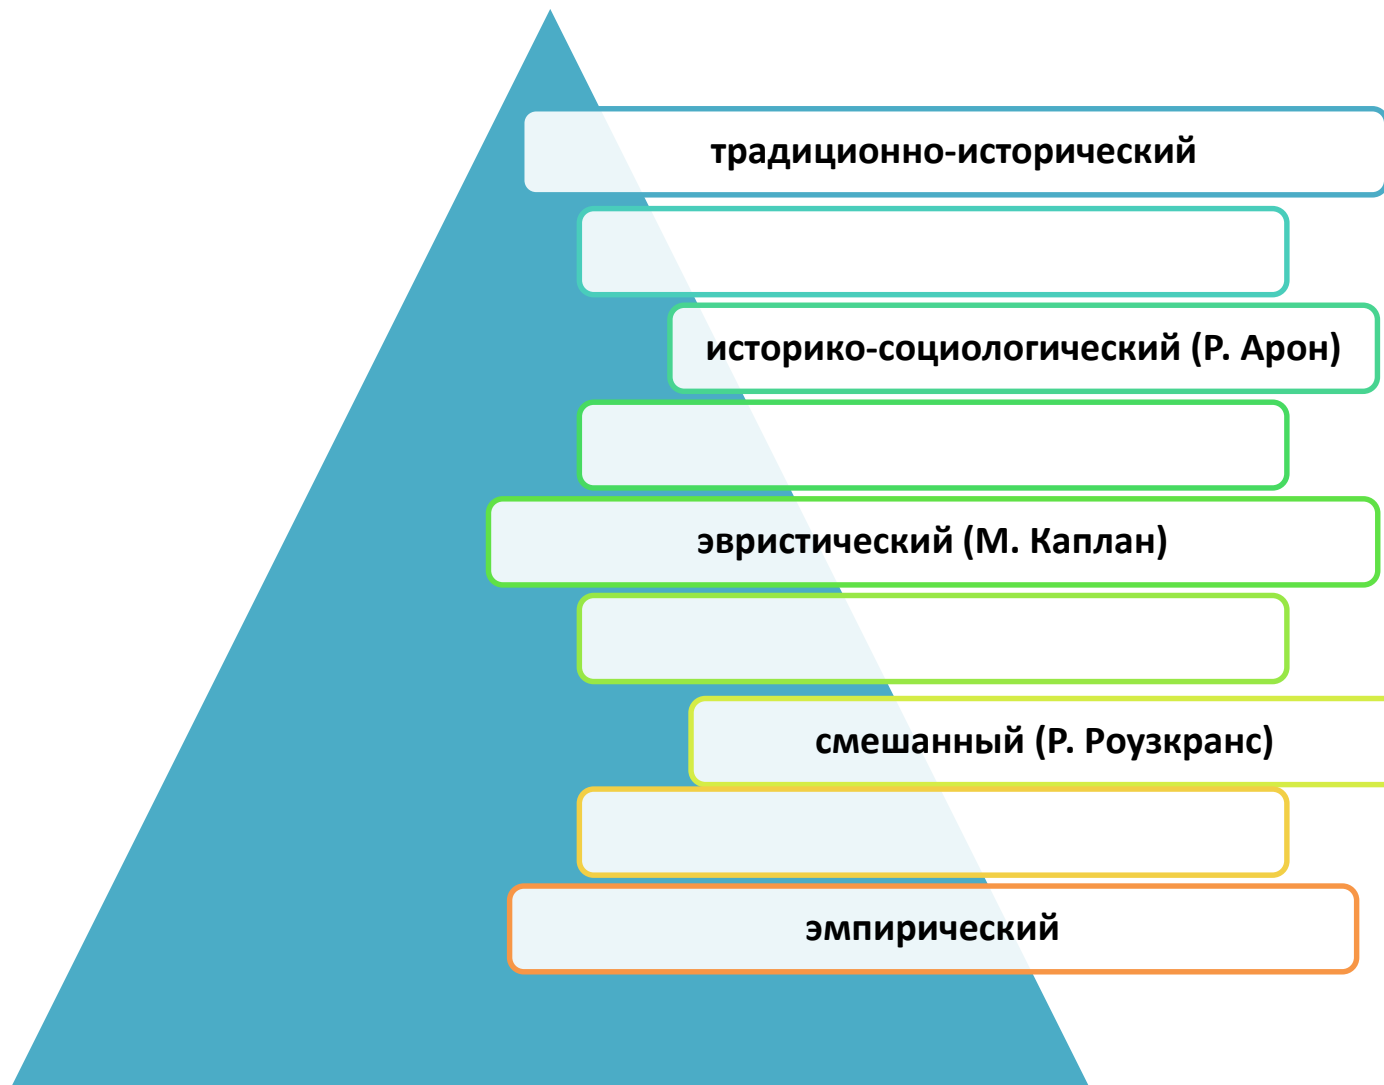 традиционно-исторический
историко-социологический (Р. Арон)
эвристический (М. Каплан)
смешанный (Р. Роузкранс)
эмпирический